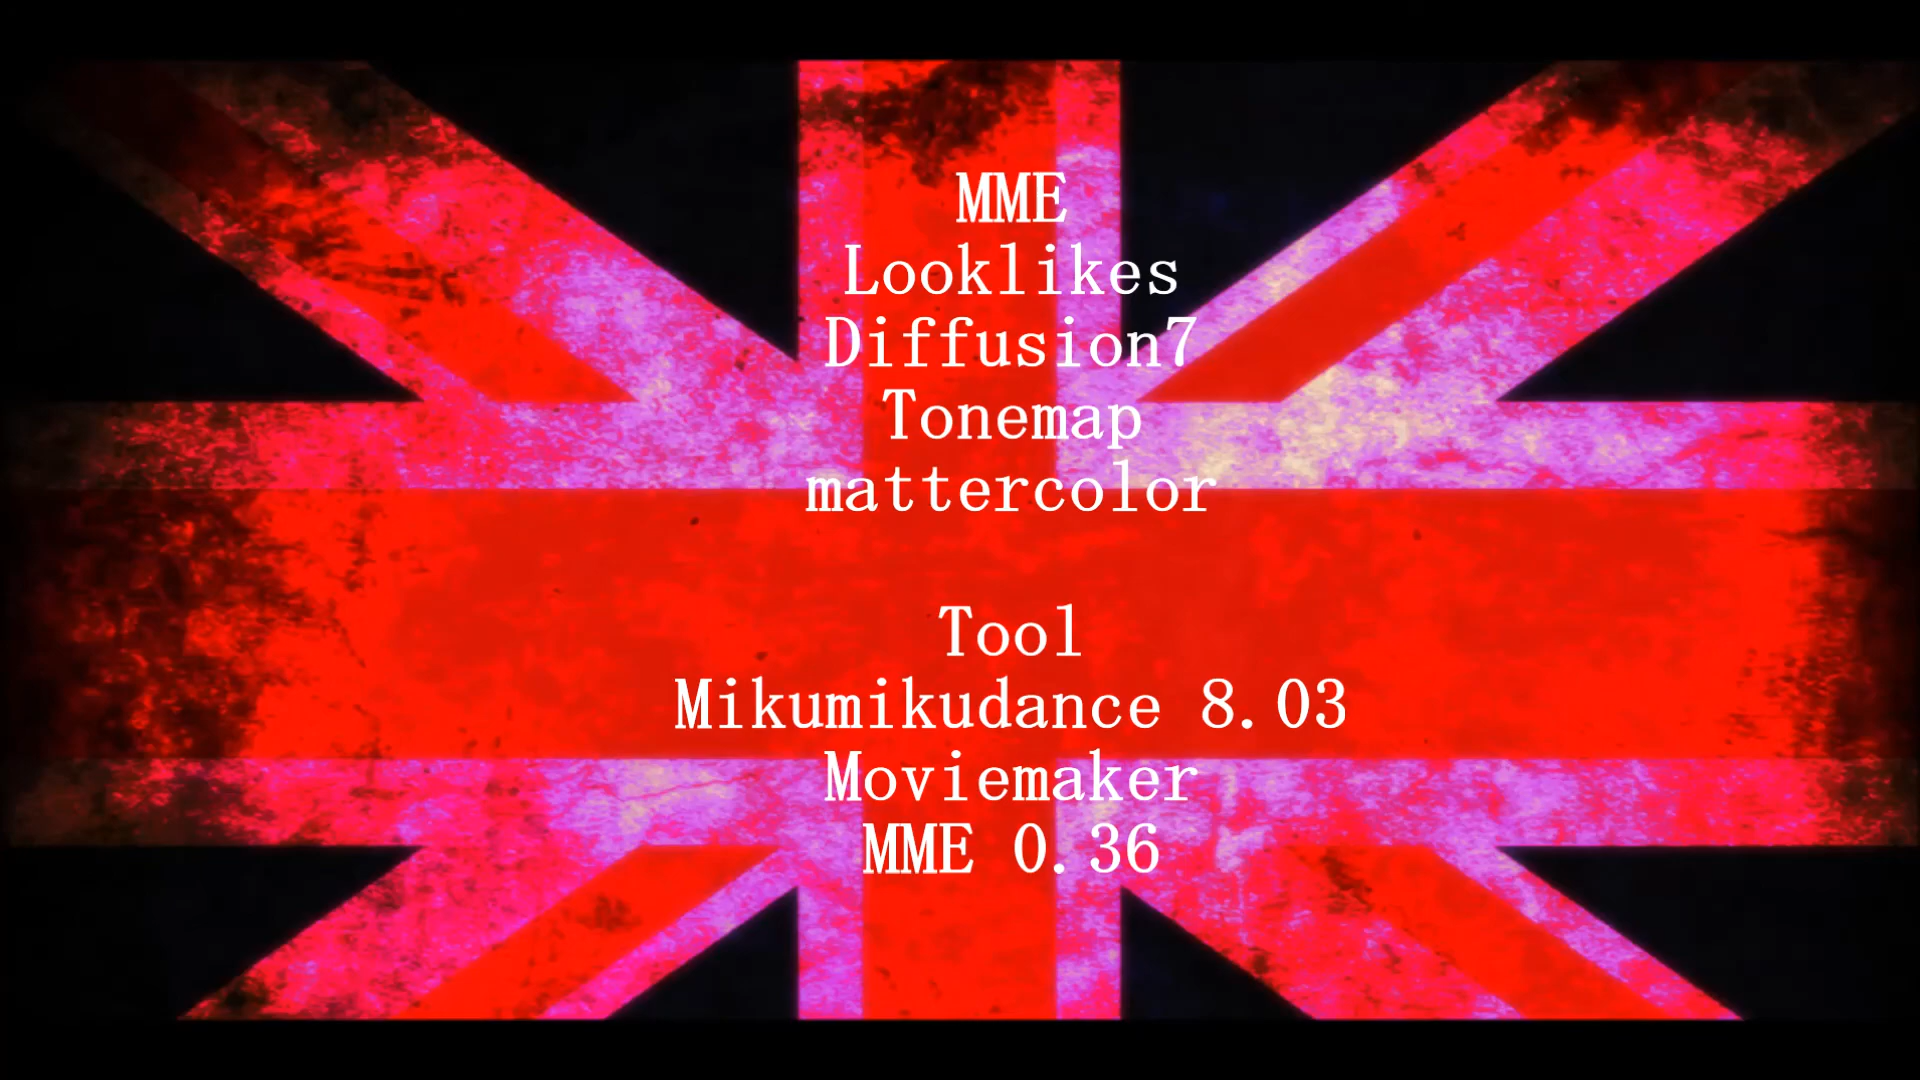 MME
Looklikes
Diffusion7
Tonemap
mattercolor
Tool
Mikumikudance 8.03
Moviemaker
MME 0.36